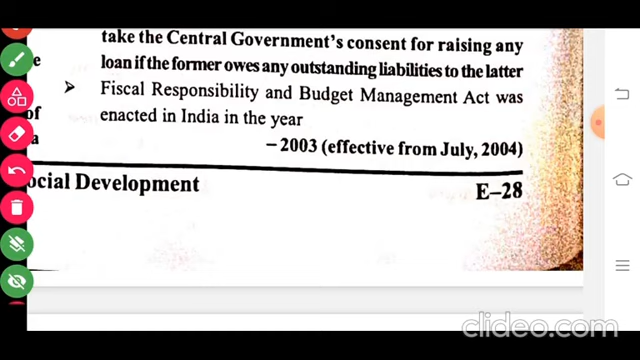 take the Central Government's consent for raising any
e loan if the former owes any outstanding liabilities to the latter
➤ Fiscal Responsibility and Budget Management Act was
of enacted in India in the year
a – 2003 (effective from July, 2004)
ocial Development E–28
clideo.com